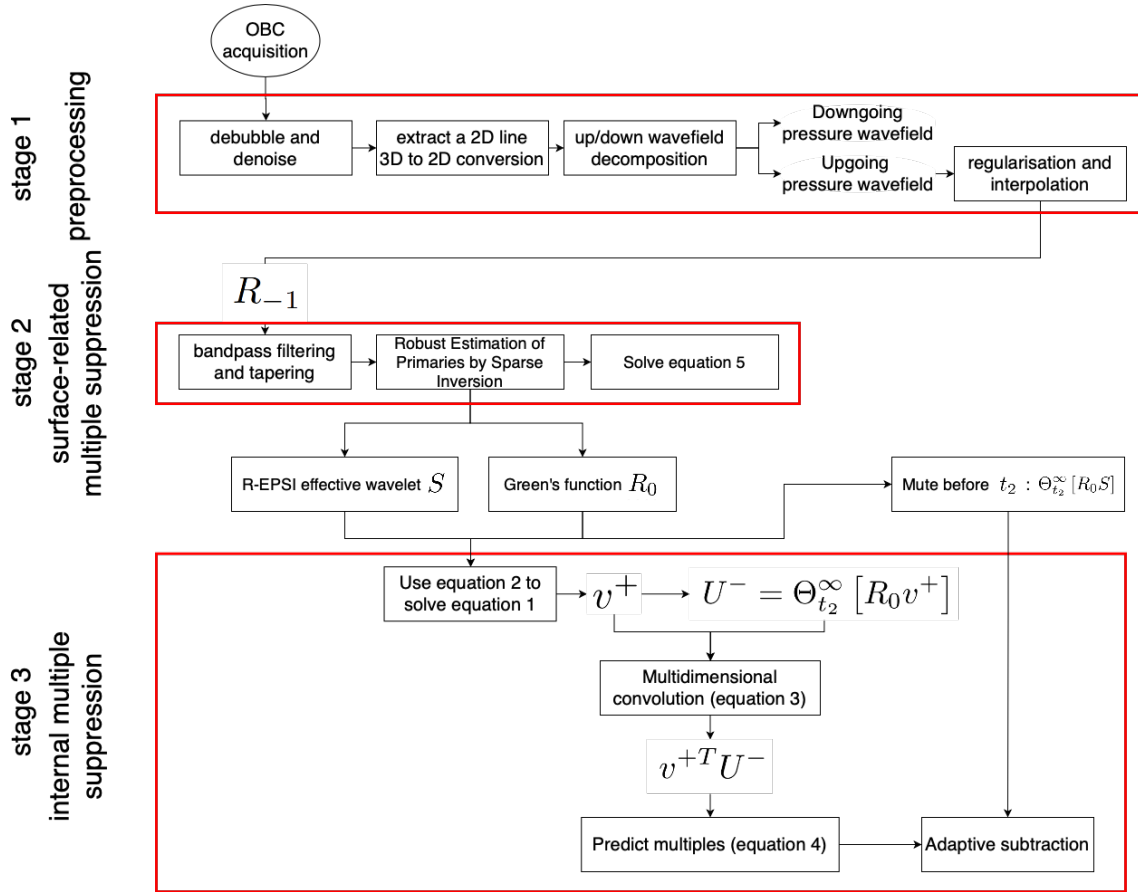 OBC
acquisition
stage 1
preprocessing
debubble and
denoise
extract a 2D line
3D to 2D conversion
up/down wavefield
decomposition
Downgoing
pressure wavefield
Upgoing
pressure wavefield
regularisation and
interpolation
R₋₁
stage 2
surface-related
multiple suppression
bandpass filtering
and tapering
Robust Estimation of
Primaries by Sparse
Inversion
Solve equation 5
R-EPSI effective wavelet S
Green's function R₀
Mute before t₂ : Θ_{t₂}^∞ [R₀S]
stage 3
internal multiple
suppression
Use equation 2 to
solve equation 1
v⁺
U⁻ = Θ_{t₂}^∞ [R₀v⁺]
Multidimensional
convolution (equation 3)
v⁺ᵀU⁻
Predict multiples (equation 4)
Adaptive subtraction